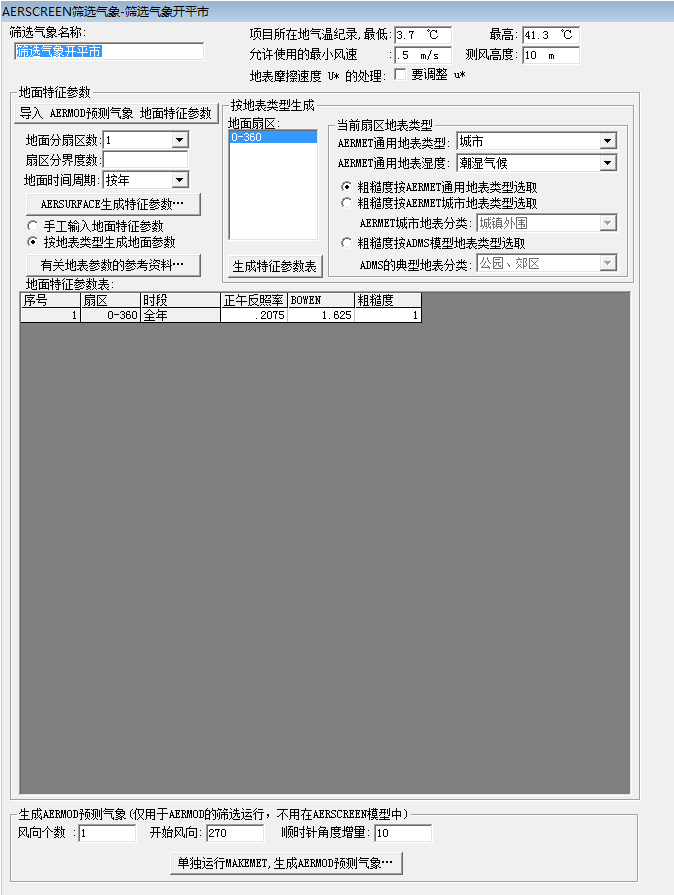 AERSCREEN筛选气象-筛选气象开平市
筛选气象名称:
筛选气象开平市
项目所在地气温纪录,最低: 3.7 ℃ 最高: 41.3 ℃
允许使用的最小风速 : .5 m/s 测风高度: 10 m
地表摩擦速度 U* 的处理: 要调整 u*
地面特征参数
导入 AERMOD预测气象 地面特征参数
地面分扇区数: 1
扇区分界度数:
地面时间周期: 按年
AERSURFACE生成特征参数…
手工输入地面特征参数
按地表类型生成地面参数
有关地表参数的参考资料…
按地表类型生成
地面扇区:
0-360
生成特征参数表
当前扇区地表类型
AERMET通用地表类型: 城市
AERMET通用地表湿度: 潮湿气候
粗糙度按AERMET通用地表类型选取
粗糙度按AERMET城市地表类型选取
AERMET城市地表分类: 城镇外围
粗糙度按ADMS模型地表类型选取
ADMS的典型地表分类: 公园、郊区
地面特征参数表:
序号 扇区 时段 正午反照率 BOWEN 粗糙度
1 0-360 全年 .2075 1.625 1
生成AERMOD预测气象(仅用于AERMOD的筛选运行，不用在AERSCREEN模型中)
风向个数 : 1 开始风向: 270 顺时针角度增量: 10
单独运行MAKEMET,生成AERMOD预测气象…